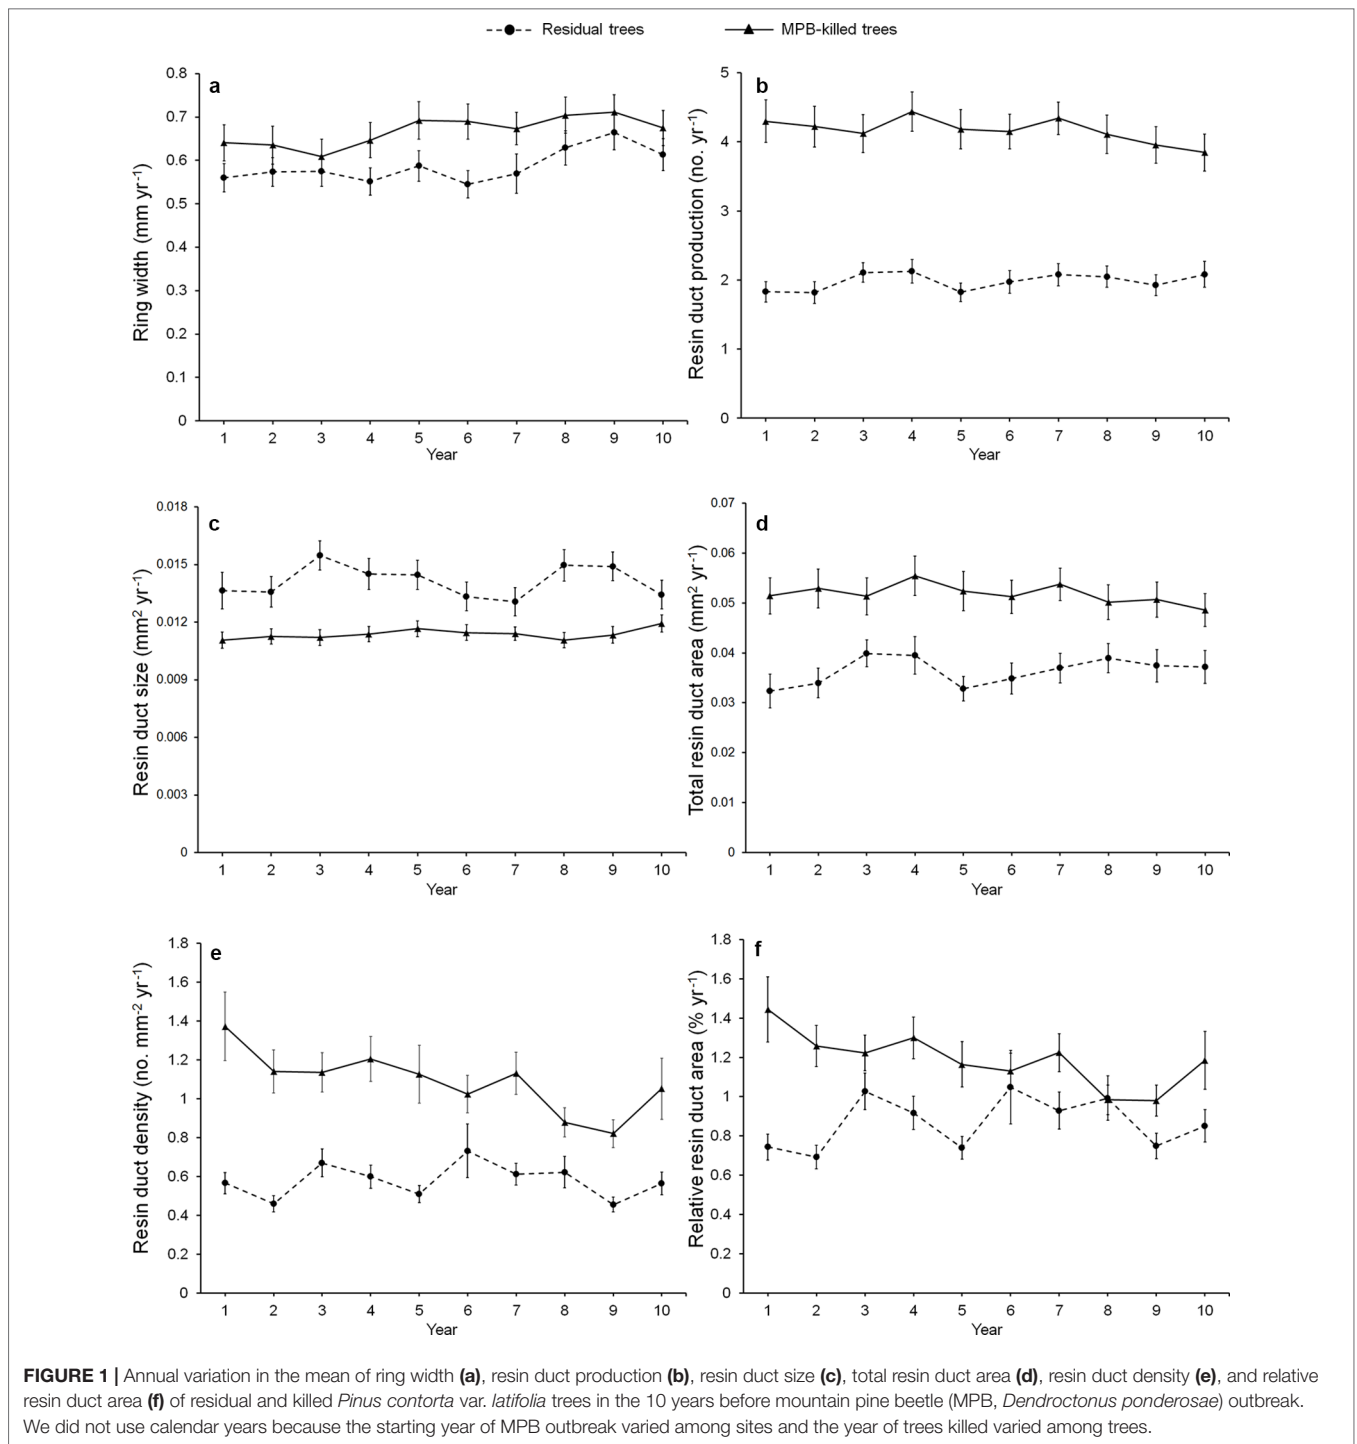 Residual trees
MPB-killed trees
a
Ring width (mm yr-1)
0.8
0.7
0.6
0.5
0.4
0.3
0.2
0.1
0
1 2 3 4 5 6 7 8 9 10
Year
b
Resin duct production (no. yr-1)
5
4
3
2
1
0
1 2 3 4 5 6 7 8 9 10
Year
c
Resin duct size (mm2 yr-1)
0.018
0.015
0.012
0.009
0.006
0.003
0
1 2 3 4 5 6 7 8 9 10
Year
d
Total resin duct area (mm2 yr-1)
0.07
0.06
0.05
0.04
0.03
0.02
0.01
0
1 2 3 4 5 6 7 8 9 10
Year
e
Resin duct density (no. mm-2 yr-1)
1.8
1.6
1.4
1.2
1
0.8
0.6
0.4
0.2
0
1 2 3 4 5 6 7 8 9 10
Year
f
Relative resin duct area (% yr-1)
1.8
1.6
1.4
1.2
1
0.8
0.6
0.4
0.2
0
1 2 3 4 5 6 7 8 9 10
Year
FIGURE 1 | Annual variation in the mean of ring width (a), resin duct production (b), resin duct size (c), total resin duct area (d), resin duct density (e), and relative
resin duct area (f) of residual and killed Pinus contorta var. latifolia trees in the 10 years before mountain pine beetle (MPB, Dendroctonus ponderosae) outbreak.
We did not use calendar years because the starting year of MPB outbreak varied among sites and the year of trees killed varied among trees.